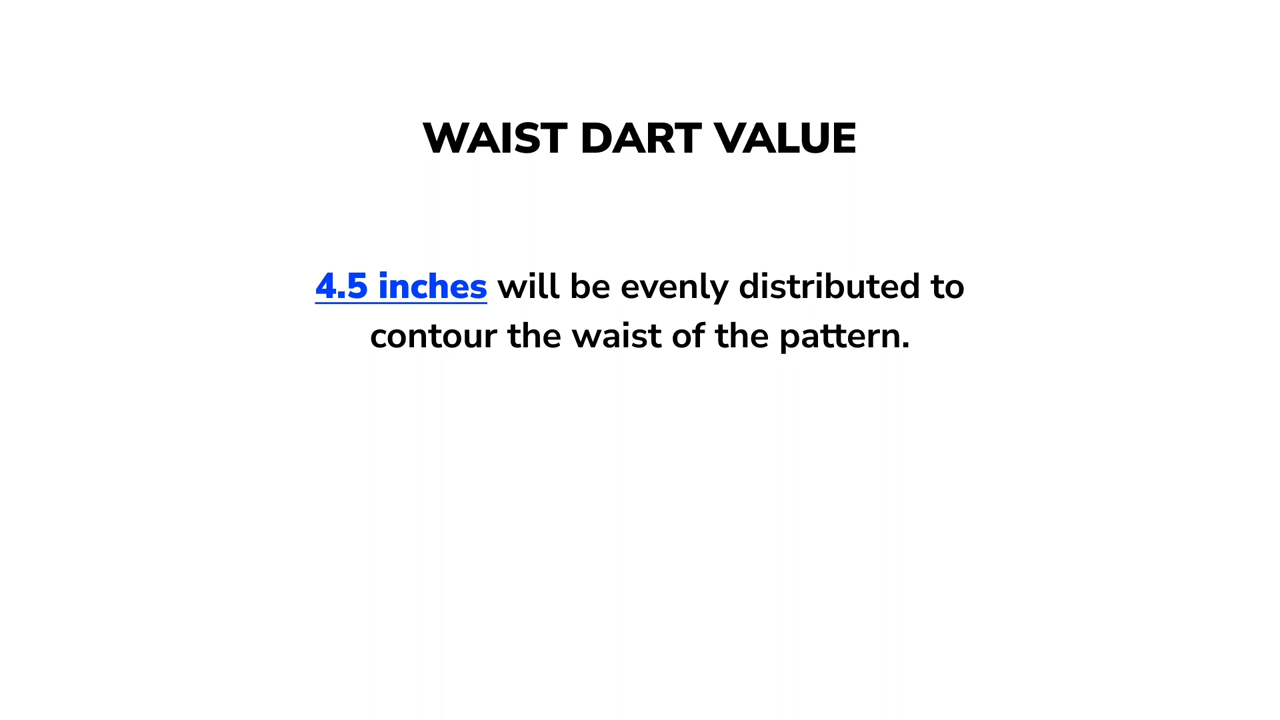 WAIST DART VALUE
4.5 inches will be evenly distributed to
contour the waist of the pattern.